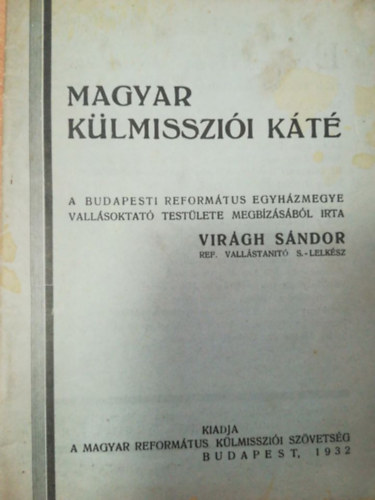 MAGYAR
KÜLMISSZIÓI KÁTÉ
A BUDAPESTI REFORMÁTUS EGYHÁZMEGYE
VALLÁSOKTATÓ TESTÜLETE MEGBÍZÁSÁBÓL IRTA
VIRÁGH SÁNDOR
REF. VALLÁSTANITÓ S.-LELKÉSZ
KIADJA
A MAGYAR REFORMÁTUS KÜLMISSZIÓI SZÖVETSÉG
BUDAPEST, 1932